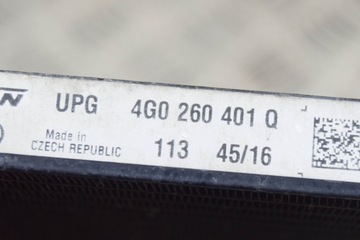 UPG 4G0 260 401 Q
Made in
CZECH REPUBLIC 113 45/16